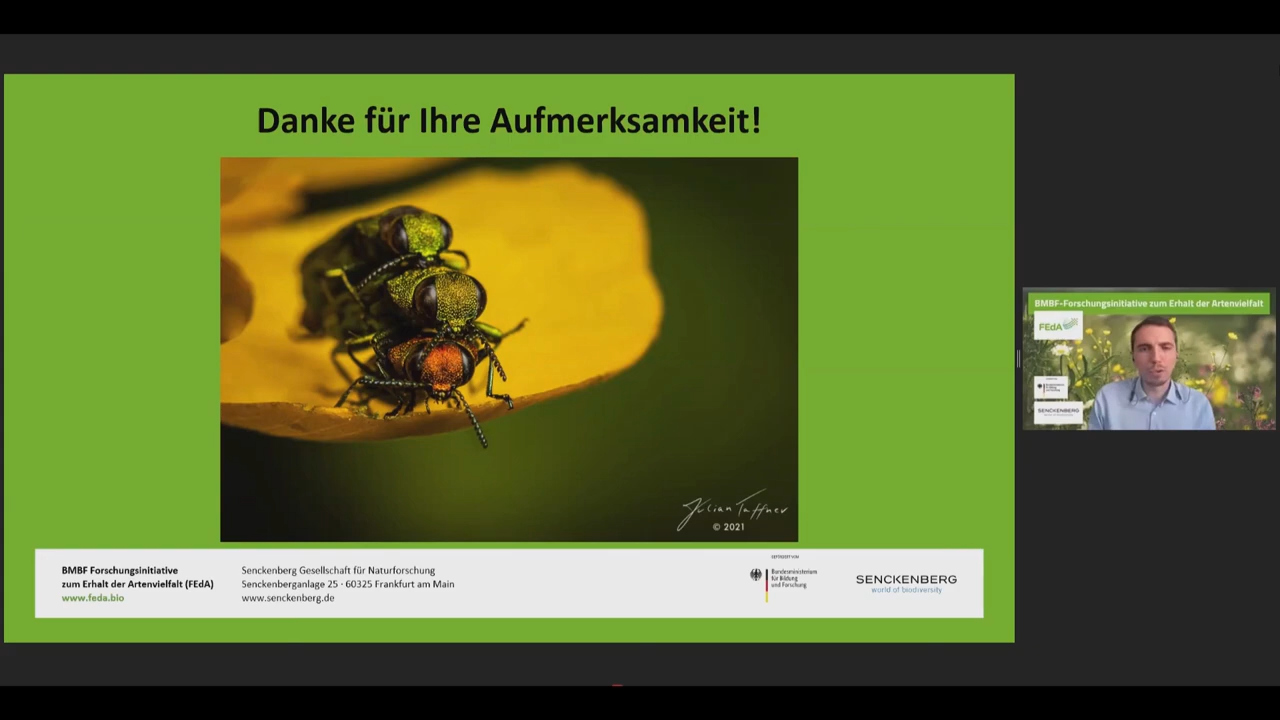 Danke für Ihre Aufmerksamkeit!
Julian Taffner
© 2021
BMBF Forschungsinitiative
zum Erhalt der Artenvielfalt (FEdA)
www.feda.bio
Senckenberg Gesellschaft für Naturforschung
Senckenberganlage 25 · 60325 Frankfurt am Main
www.senckenberg.de
GEFÖRDERT VOM
Bundesministerium
für Bildung
und Forschung
SENCKENBERG
world of biodiversity
BMBF-Forschungsinitiative zum Erhalt der Artenvielfalt
FEdA
SENCKENBERG